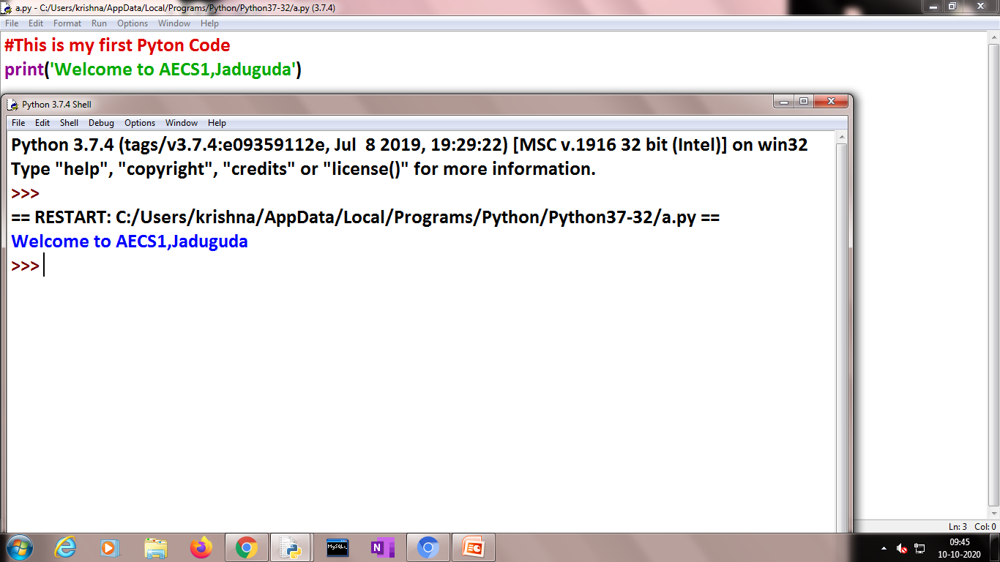 a.py - C:/Users/krishna/AppData/Local/Programs/Python/Python37-32/a.py (3.7.4)
File Edit Format Run Options Window Help
#This is my first Pyton Code
print('Welcome to AECS1,Jaduguda')
Python 3.7.4 Shell
File Edit Shell Debug Options Window Help
Python 3.7.4 (tags/v3.7.4:e09359112e, Jul  8 2019, 19:29:22) [MSC v.1916 32 bit (Intel)] on win32
Type "help", "copyright", "credits" or "license()" for more information.
>>>
== RESTART: C:/Users/krishna/AppData/Local/Programs/Python/Python37-32/a.py ==
Welcome to AECS1,Jaduguda
>>>
Ln: 3 Col: 0
MySQL
N
09:45
10-10-2020